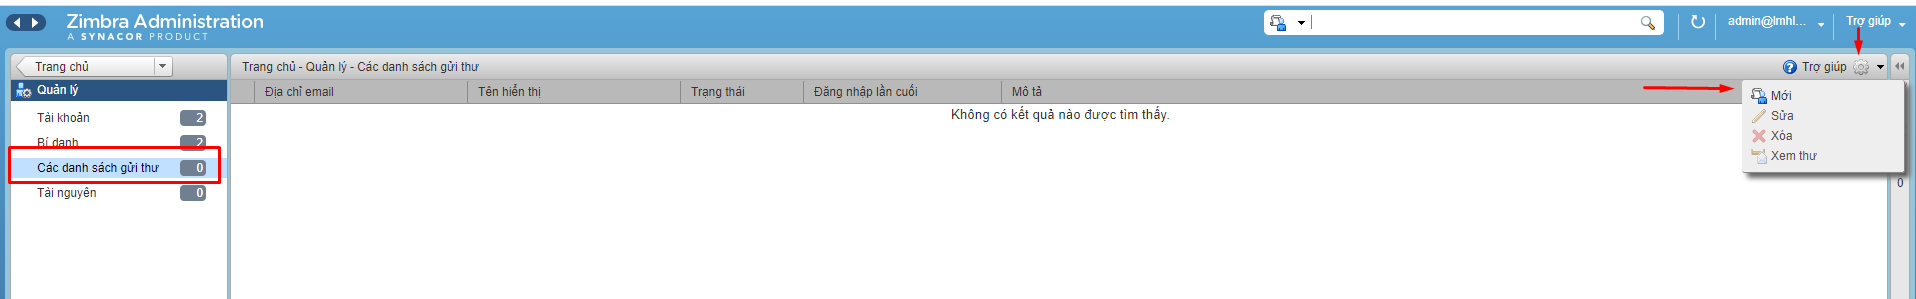 Zimbra Administration
A SYNACOR PRODUCT
admin@lmhl...
Trợ giúp
Trang chủ
Trang chủ - Quản lý - Các danh sách gửi thư
Trợ giúp
Quản lý
Địa chỉ email
Tên hiển thị
Trạng thái
Đăng nhập lần cuối
Mô tả
Mới
Sửa
Xóa
Xem thư
Không có kết quả nào được tìm thấy.
Tài khoản 2
Bí danh 2
Các danh sách gửi thư 0
Tài nguyên 0
0